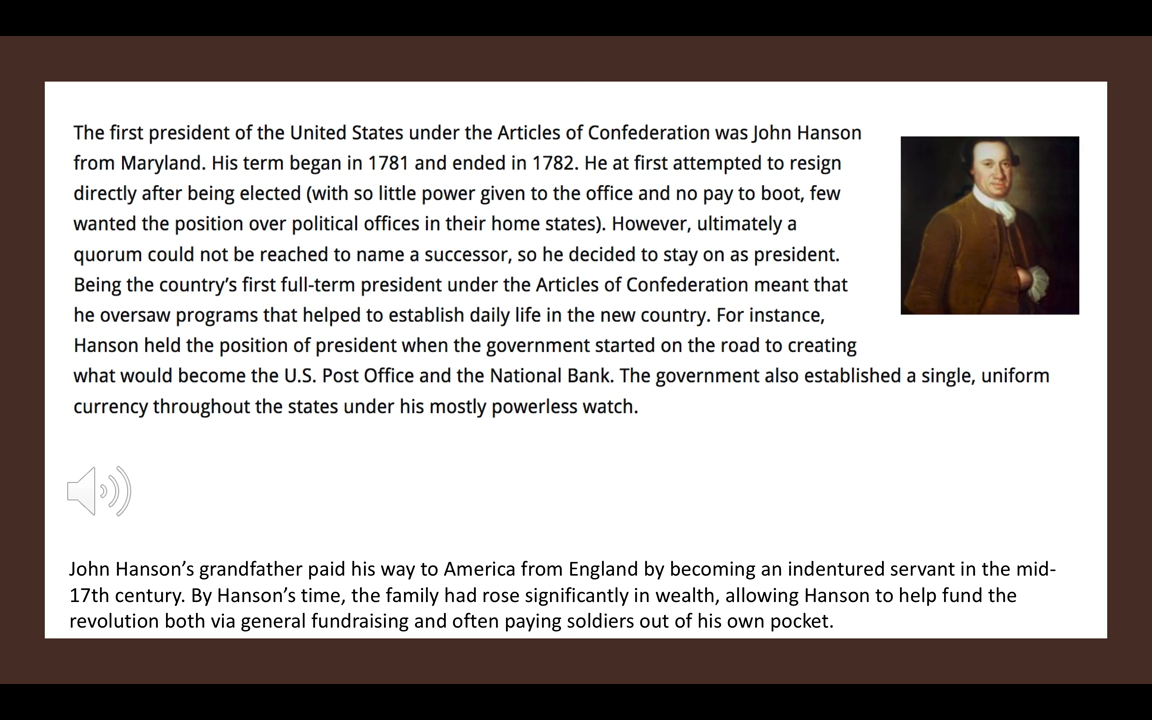 The first president of the United States under the Articles of Confederation was John Hanson
from Maryland. His term began in 1781 and ended in 1782. He at first attempted to resign
directly after being elected (with so little power given to the office and no pay to boot, few
wanted the position over political offices in their home states). However, ultimately a
quorum could not be reached to name a successor, so he decided to stay on as president.
Being the country’s first full-term president under the Articles of Confederation meant that
he oversaw programs that helped to establish daily life in the new country. For instance,
Hanson held the position of president when the government started on the road to creating
what would become the U.S. Post Office and the National Bank. The government also established a single, uniform
currency throughout the states under his mostly powerless watch.
John Hanson’s grandfather paid his way to America from England by becoming an indentured servant in the mid-
17th century. By Hanson’s time, the family had rose significantly in wealth, allowing Hanson to help fund the
revolution both via general fundraising and often paying soldiers out of his own pocket.